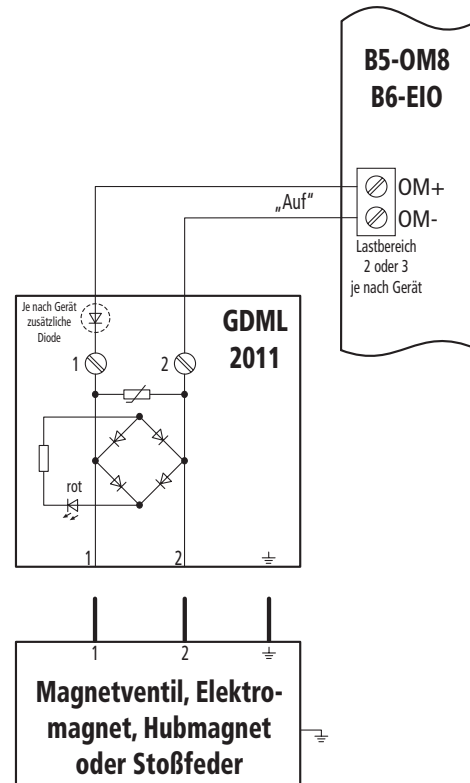 B5-OM8
B6-EIO
OM+
„Auf“
OM-
Lastbereich
2 oder 3
je nach Gerät
Je nach Gerät
zusätzliche
Diode
GDML
2011
1
2
rot
1
2
1
2
Magnetventil, Elektro-
magnet, Hubmagnet
oder Stoßfeder